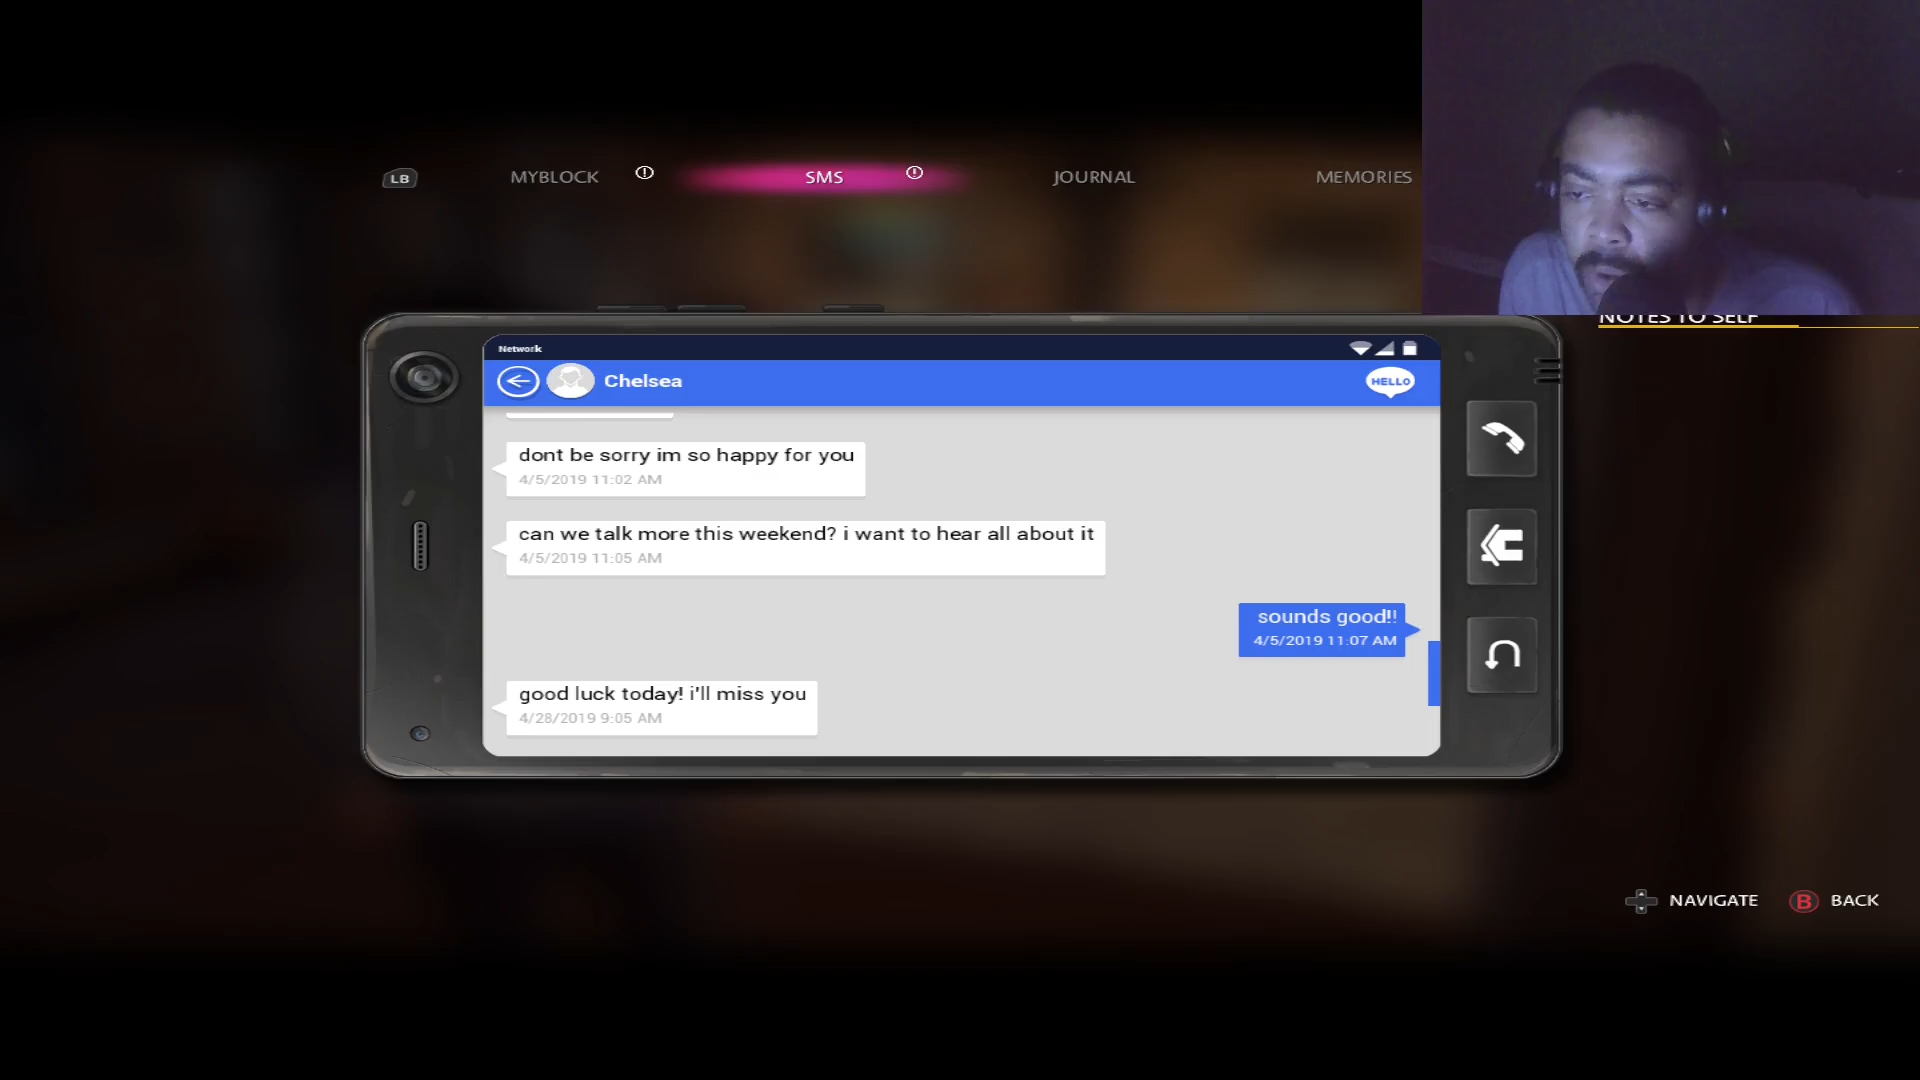 LB
MYBLOCK
SMS
JOURNAL
MEMORIES
NOTES TO SELF
Network
Chelsea
HELLO
dont be sorry im so happy for you
4/5/2019 11:02 AM
can we talk more this weekend? i want to hear all about it
4/5/2019 11:05 AM
sounds good!!
4/5/2019 11:07 AM
good luck today! i'll miss you
4/28/2019 9:05 AM
NAVIGATE
B BACK